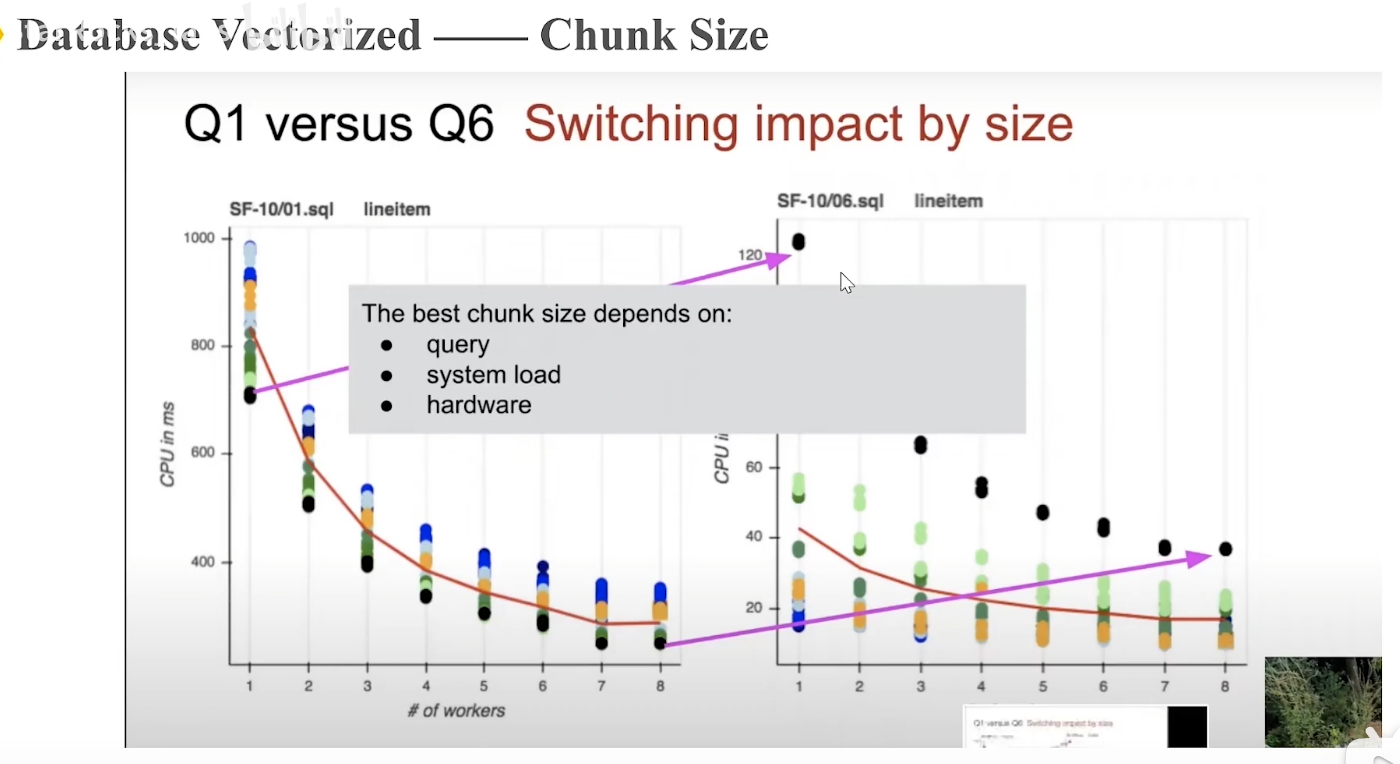 Database Vectorized —— Chunk Size
Q1 versus Q6 Switching impact by size
SF-10/01.sql lineitem
SF-10/06.sql lineitem
1000
800
600
400
CPU in ms
1 2 3 4 5 6 7 8
# of workers
The best chunk size depends on:
● query
● system load
● hardware
120
60
40
20
CPU i
1 2 3 4 5 6 7 8
Q1 versus Q6 Switching impact by size